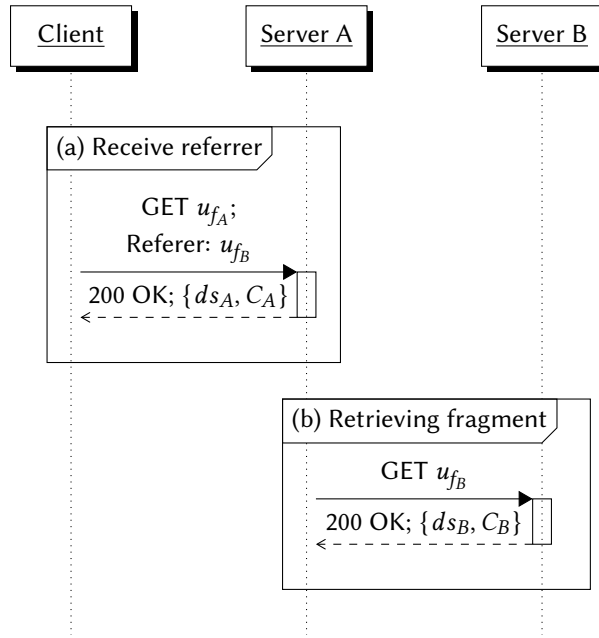 Client
Server A
Server B
(a) Receive referrer
GET u_{f_A};
Referer: u_{f_B}
200 OK; {ds_A, C_A}
(b) Retrieving fragment
GET u_{f_B}
200 OK; {ds_B, C_B}